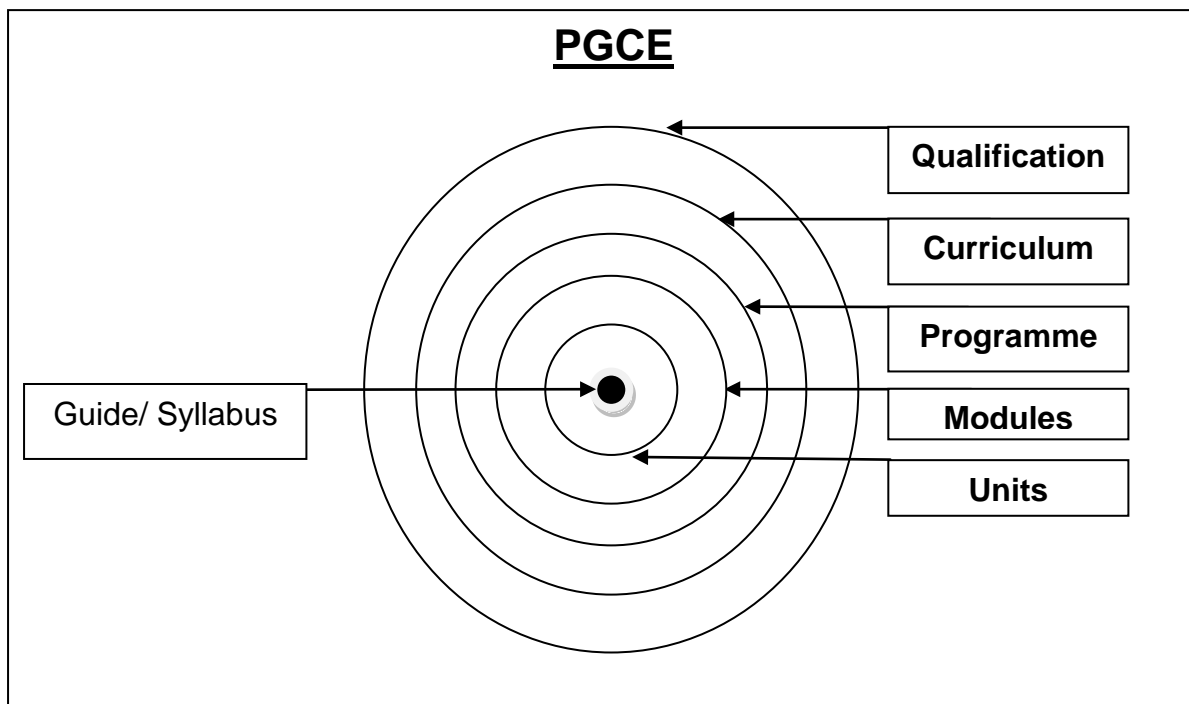 PGCE
Qualification
Curriculum
Programme
Guide/ Syllabus
Modules
Units